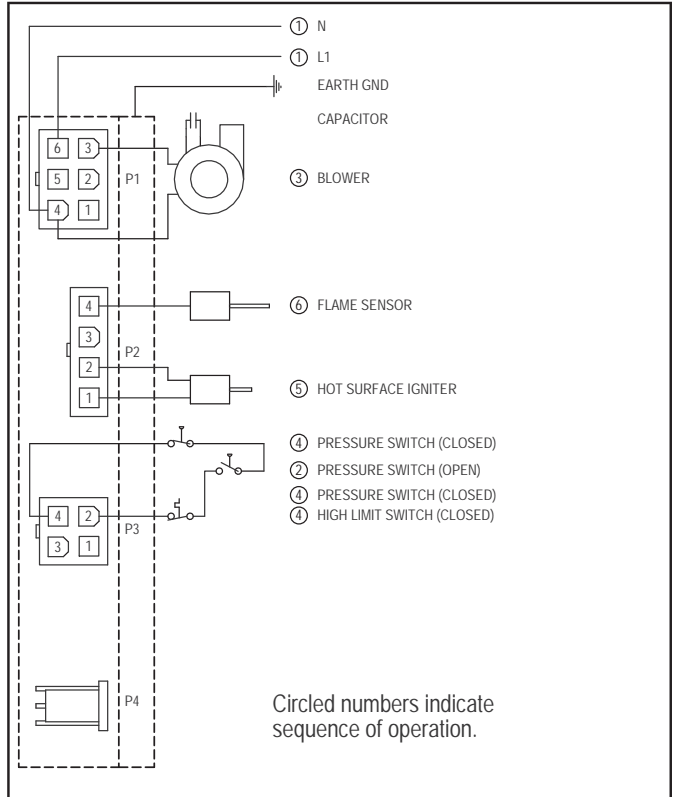 ① N
① L1
EARTH GND
CAPACITOR
6 3
5 2 P1 ③ BLOWER
4 1
4 ⑥ FLAME SENSOR
3
P2
2
⑤ HOT SURFACE IGNITER
1
④ PRESSURE SWITCH (CLOSED)
② PRESSURE SWITCH (OPEN)
④ PRESSURE SWITCH (CLOSED)
4 2 ④ HIGH LIMIT SWITCH (CLOSED)
P3
3 1
P4
Circled numbers indicate
sequence of operation.